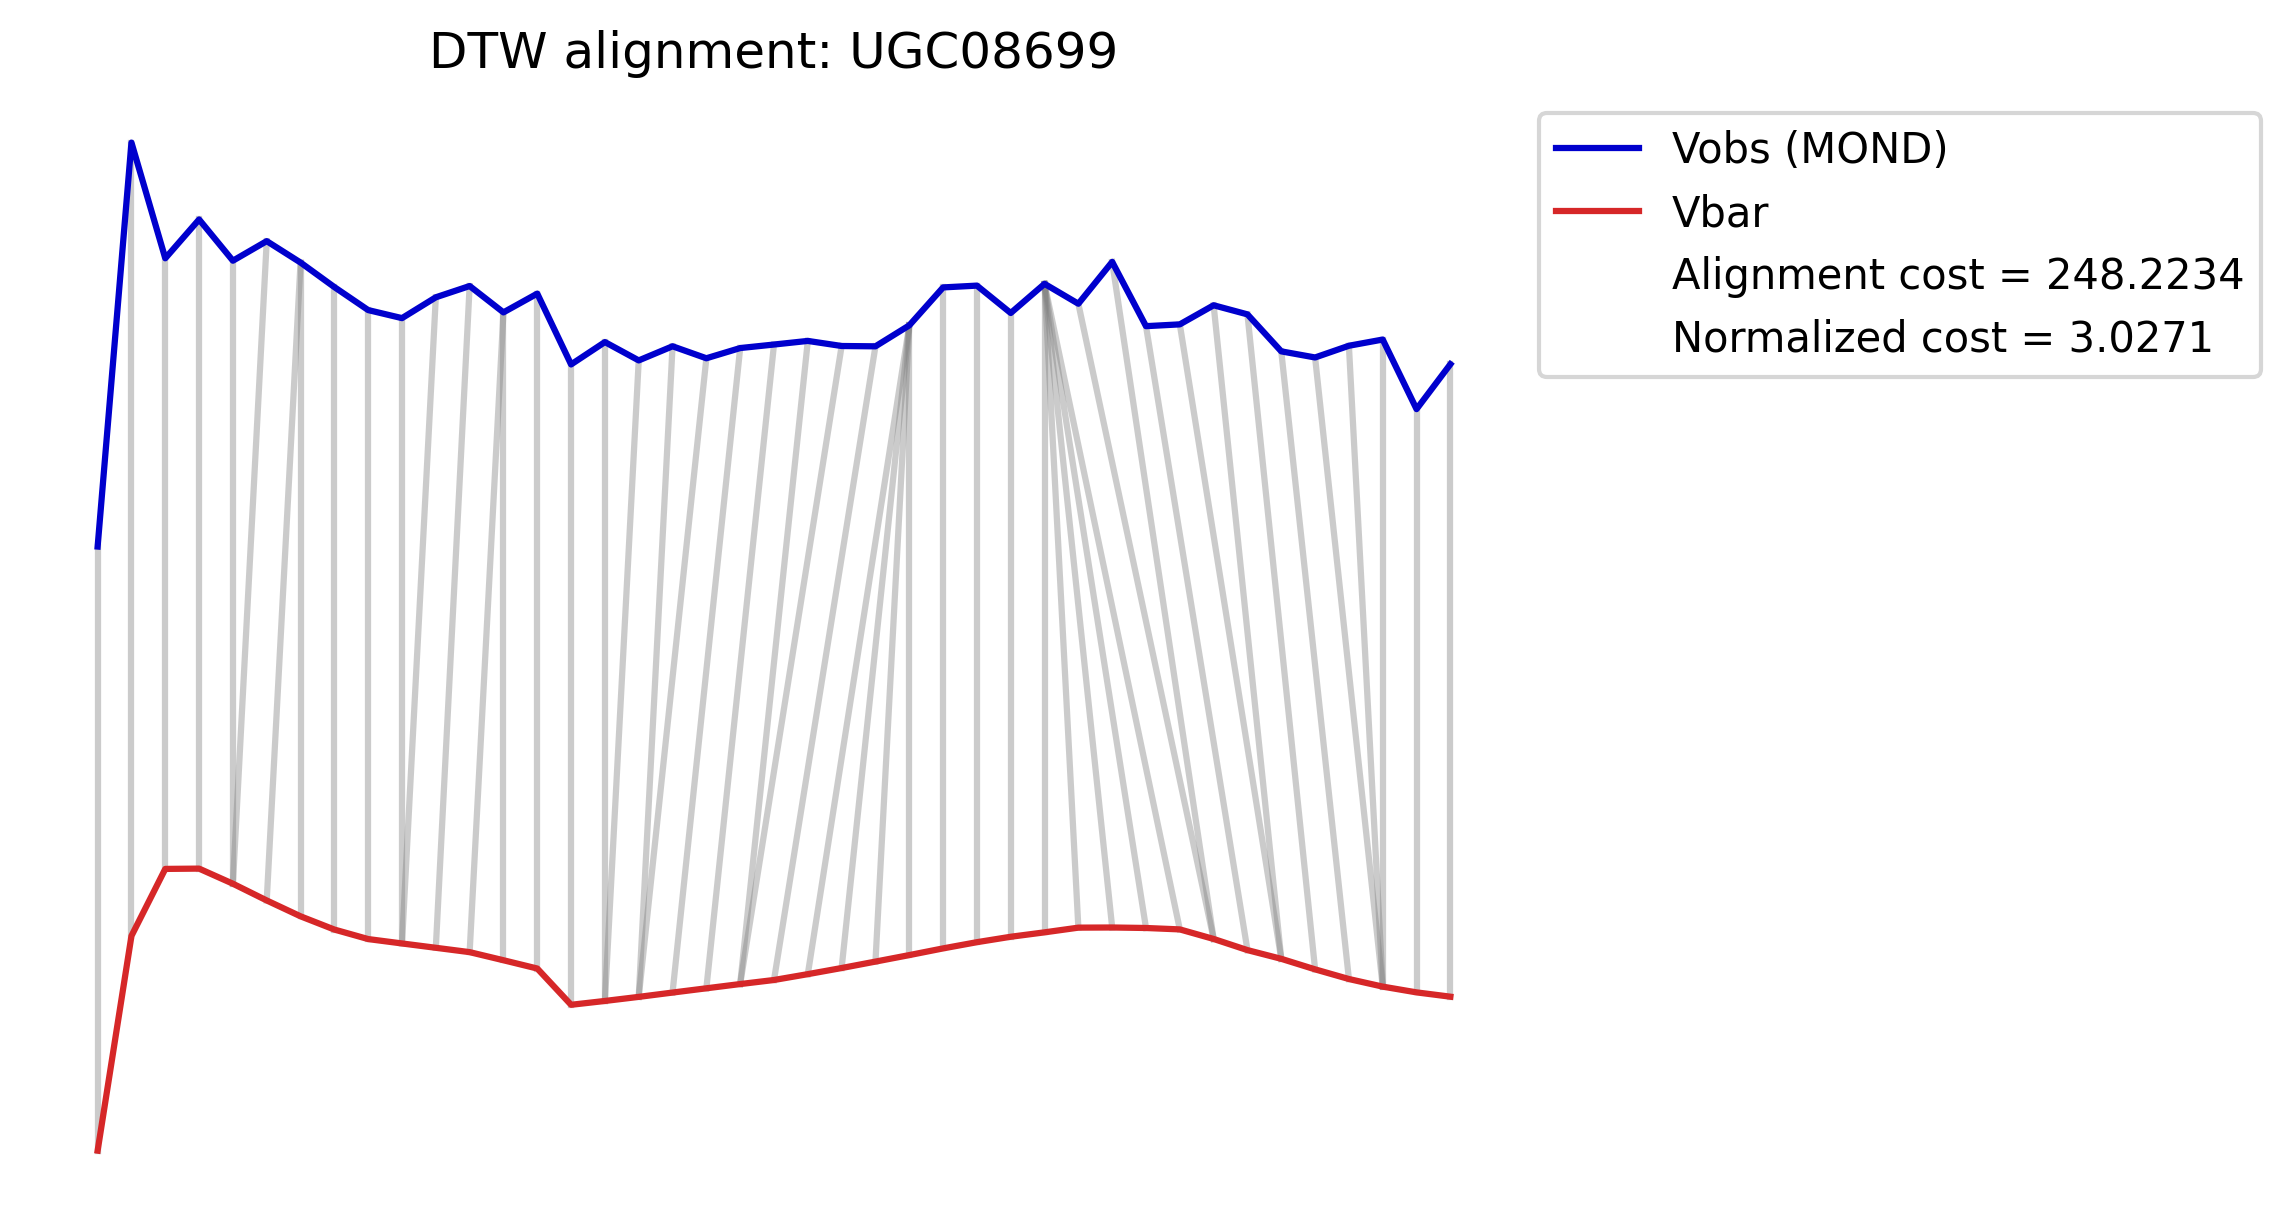 DTW alignment: UGC08699
Vobs (MOND)
Vbar
Alignment cost = 248.2234
Normalized cost = 3.0271